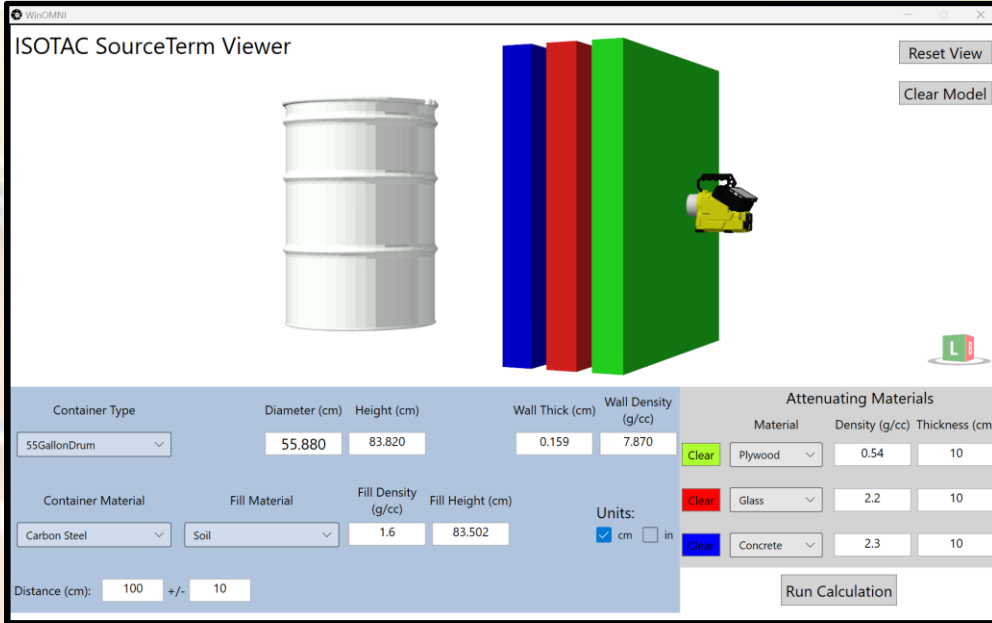 WinOMNI
ISOTAC SourceTerm Viewer
Reset View
Clear Model
L
Container Type
Diameter (cm)
Height (cm)
Wall Thick (cm)
Wall Density
(g/cc)
55GallonDrum
55.880
83.820
0.159
7.870
Container Material
Fill Material
Fill Density
(g/cc)
Fill Height (cm)
Carbon Steel
Soil
1.6
83.502
Units:
cm
in
Distance (cm):
100
+/-
10
Attenuating Materials
Material
Density (g/cc)
Thickness (cm
Clear
Plywood
0.54
10
Clear
Glass
2.2
10
Clear
Concrete
2.3
10
Run Calculation